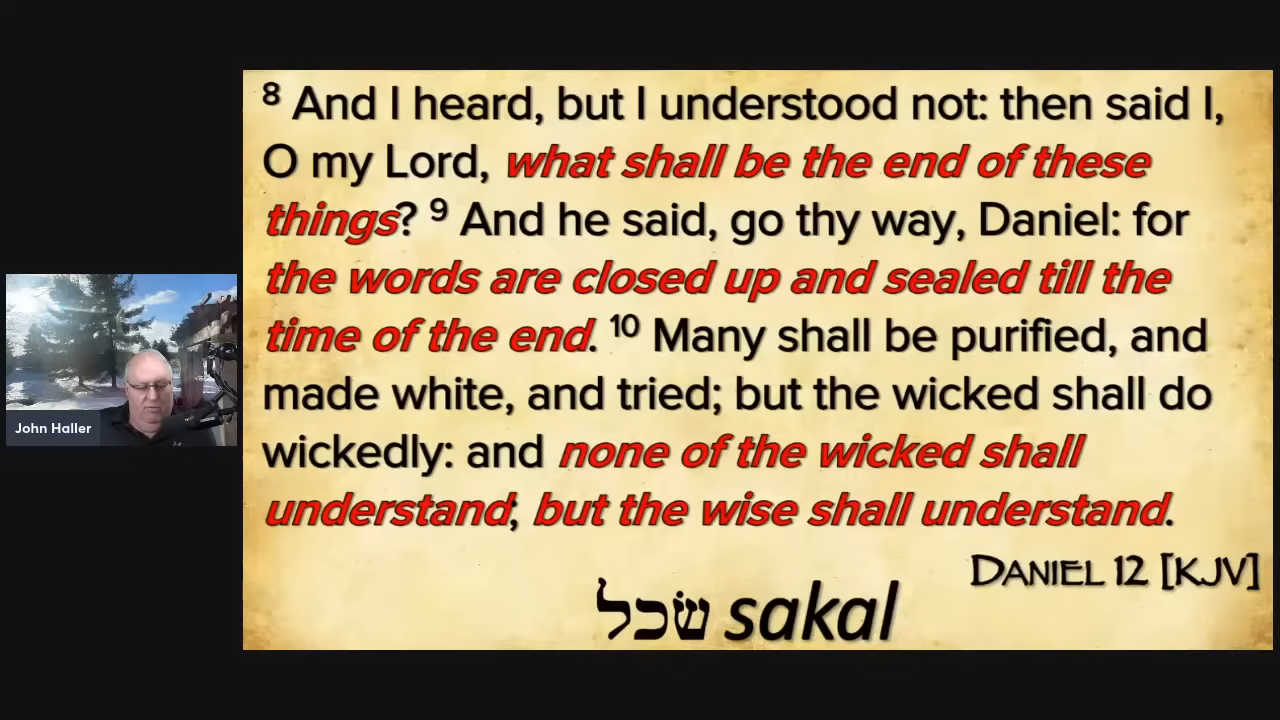 ⁸ And I heard, but I understood not: then said I,
O my Lord, what shall be the end of these
things? ⁹ And he said, go thy way, Daniel: for
the words are closed up and sealed till the
time of the end. ¹⁰ Many shall be purified, and
made white, and tried; but the wicked shall do
wickedly: and none of the wicked shall
understand; but the wise shall understand.
DANIEL 12 [KJV]
שׂכל sakal
John Haller